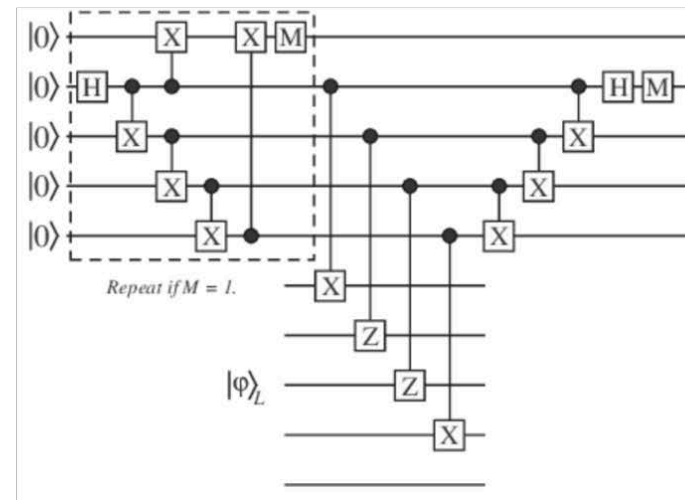 |0⟩ X X M
|0⟩ H H M
|0⟩ X X
|0⟩ X X
|0⟩ X X
Repeat if M = 1.
X
Z
|φ⟩L Z
X